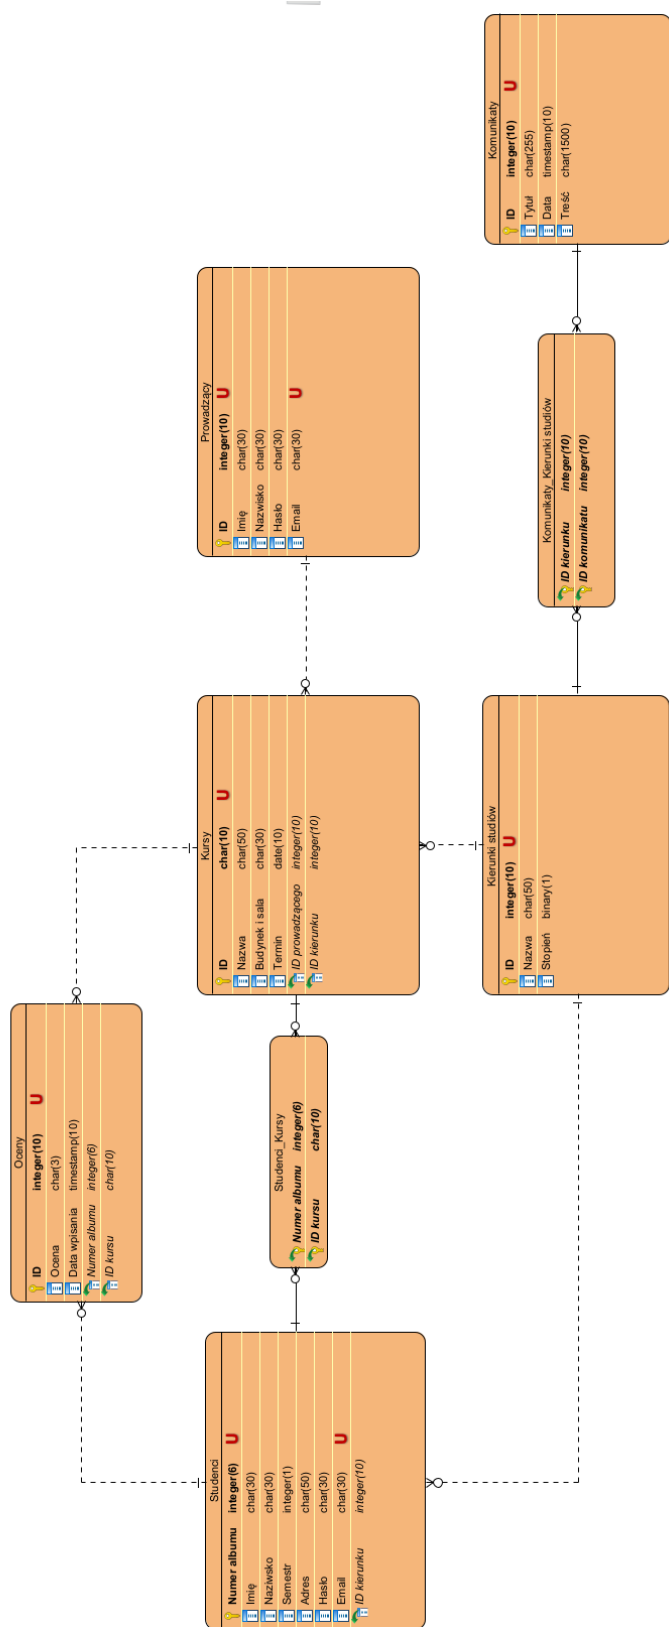 Oceny
ID integer(10) U
Ocena char(3)
Data wpisania timestamp(10)
Numer albumu integer(6)
ID kursu char(10)
Studenci
Numer albumu integer(6) U
Imię char(30)
Naziwsko char(30)
Semestr integer(1)
Adres char(50)
Hasło char(30)
Email char(30) U
ID kierunku integer(10)
Studenci_Kursy
Numer albumu integer(6)
ID kursu char(10)
Kursy
ID char(10) U
Nazwa char(50)
Budynek i sala char(30)
Termin date(10)
ID prowadzącego integer(10)
ID kierunku integer(10)
Prowadzący
ID integer(10) U
Imię char(30)
Nazwisko char(30)
Hasło char(30)
Email char(30) U
Kierunki studiów
ID integer(10) U
Nazwa char(50)
Stopień binary(1)
Komunikaty_Kierunki studiów
ID kierunku integer(10)
ID komunikatu integer(10)
Komunikaty
ID integer(10) U
Tytuł char(255)
Data timestamp(10)
Treść char(1500)